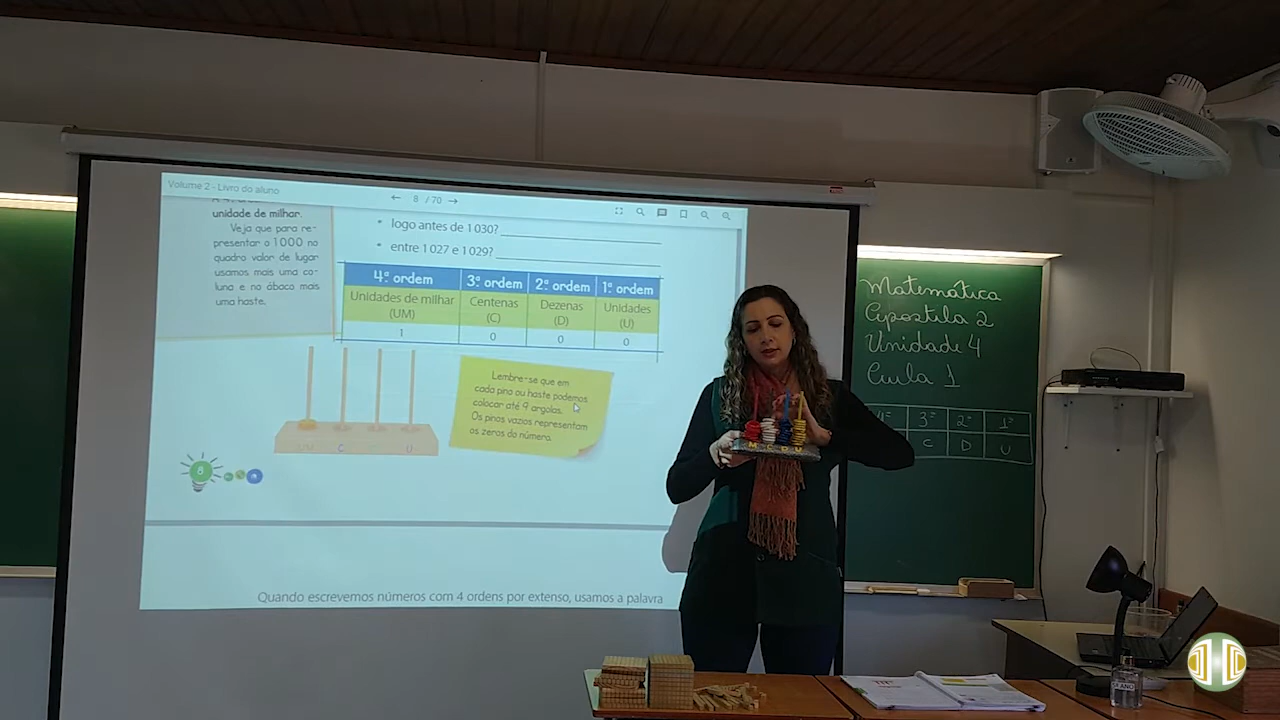 Volume 2 - Livro do aluno
8 / 70
unidade de milhar.
Veja que para re-
presentar o 1000 no
quadro valor de lugar
usamos mais uma co-
luna e no ábaco mais
uma haste.
• logo antes de 1 030?
• entre 1 027 e 1 029?
4ª ordem 3ª ordem 2ª ordem 1ª ordem
Unidades de milhar (UM) Centenas (C) Dezenas (D) Unidades (U)
1 0 0 0
UM C D U
Lembre-se que em
cada pino ou haste podemos
colocar até 9 argolas.
Os pinos vazios representam
os zeros do número.
Quando escrevemos números com 4 ordens por extenso, usamos a palavra
M C D U
Matemática
Apostila 2
Unidade 4
Aula 1
4ª 3ª 2ª 1ª
C D U